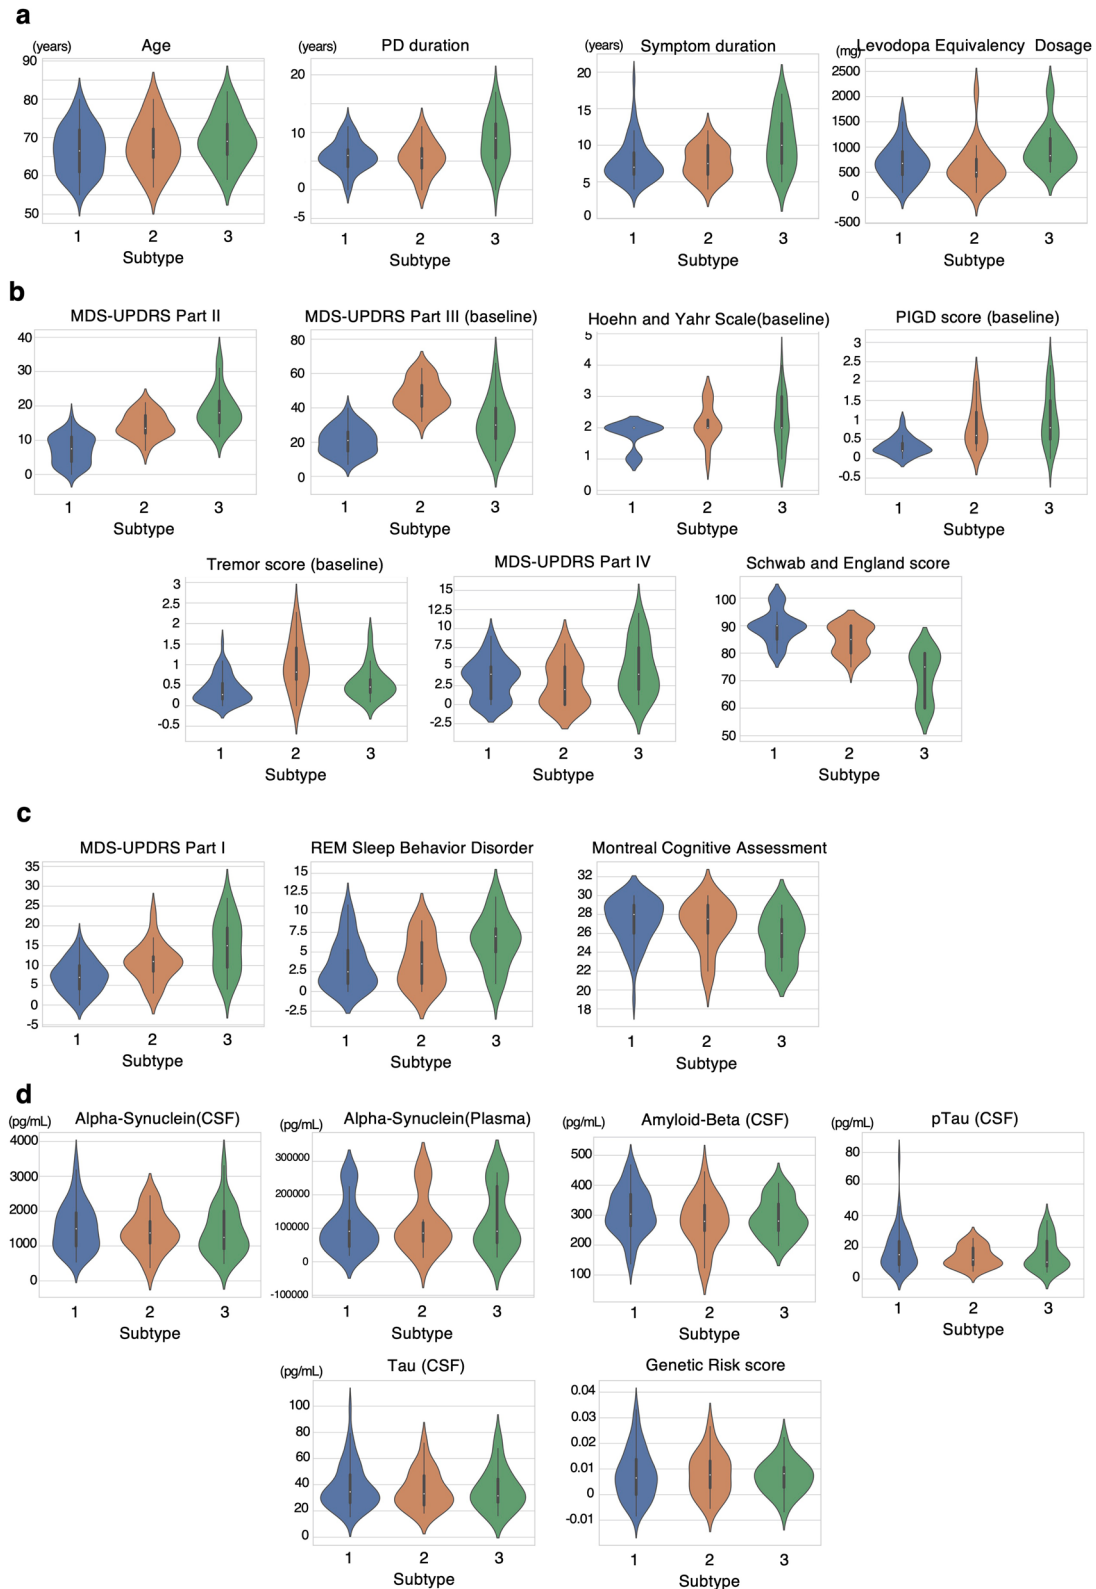 a
(years) Age
90
80
70
60
50
1 2 3
Subtype
(years) PD duration
20
10
0
-5
1 2 3
Subtype
(years) Symptom duration
20
15
10
5
0
1 2 3
Subtype
(mg) Levodopa Equivalency Dosage
2500
2000
1500
1000
500
0
-500
1 2 3
Subtype
b
MDS-UPDRS Part II
40
30
20
10
0
1 2 3
Subtype
MDS-UPDRS Part III (baseline)
80
60
40
20
0
1 2 3
Subtype
Hoehn and Yahr Scale(baseline)
5
4
3
2
1
0
1 2 3
Subtype
PIGD score (baseline)
3
2.5
2
1.5
1
0.5
0
-0.5
1 2 3
Subtype
Tremor score (baseline)
3
2.5
2
1.5
1
0.5
0
-0.5
1 2 3
Subtype
MDS-UPDRS Part IV
15
12.5
10
7.5
5
2.5
0
-2.5
1 2 3
Subtype
Schwab and England score
100
90
80
70
60
50
1 2 3
Subtype
c
MDS-UPDRS Part I
35
30
25
20
15
10
5
0
-5
1 2 3
Subtype
REM Sleep Behavior Disorder
15
12.5
10
7.5
5
2.5
0
-2.5
1 2 3
Subtype
Montreal Cognitive Assessment
32
30
28
26
24
22
20
18
1 2 3
Subtype
d
(pg/mL) Alpha-Synuclein(CSF)
4000
3000
2000
1000
0
1 2 3
Subtype
(pg/mL) Alpha-Synuclein(Plasma)
300000
200000
100000
0
-100000
1 2 3
Subtype
(pg/mL) Amyloid-Beta (CSF)
500
400
300
200
100
1 2 3
Subtype
(pg/mL) pTau (CSF)
80
60
40
20
0
1 2 3
Subtype
(pg/mL) Tau (CSF)
100
80
60
40
20
0
1 2 3
Subtype
Genetic Risk score
0.04
0.03
0.02
0.01
0
-0.01
1 2 3
Subtype